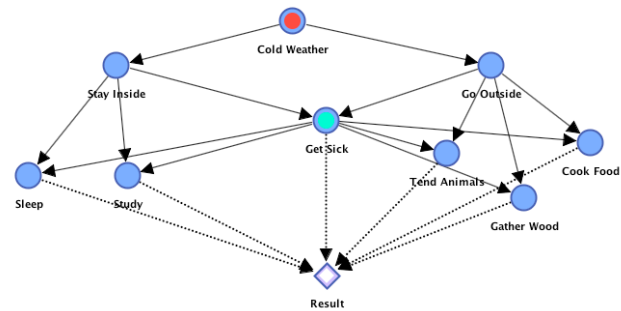 Cold Weather
Stay Inside
Go Outside
Get Sick
Cook Food
Tend Animals
Sleep
Study
Gather Wood
Result